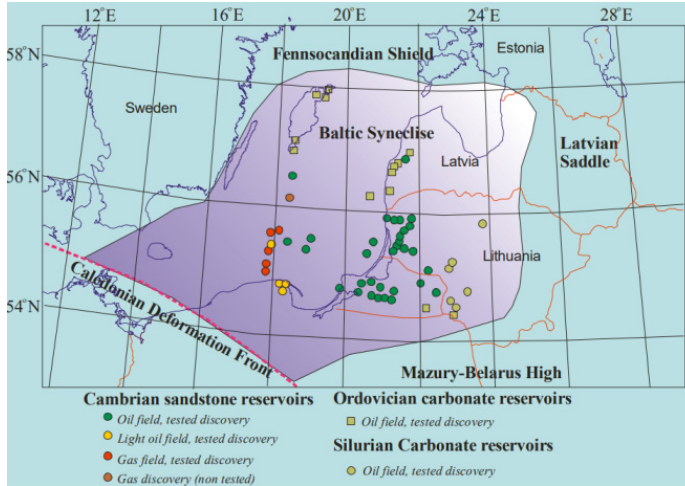 12°E
16°E
20°E
24°E
28°E
58°N
56°N
54°N
Fennsocandian Shield
Estonia
Sweden
Baltic Syneclise
Latvia
Latvian
Saddle
Lithuania
Caledonian Deformation Front
Mazury-Belarus High
Cambrian sandstone reservoirs
Oil field, tested discovery
Light oil field, tested discovery
Gas field, tested discovery
Gas discovery (non tested)
Ordovician carbonate reservoirs
Oil field, tested discovery
Silurian Carbonate reservoirs
Oil field, tested discovery